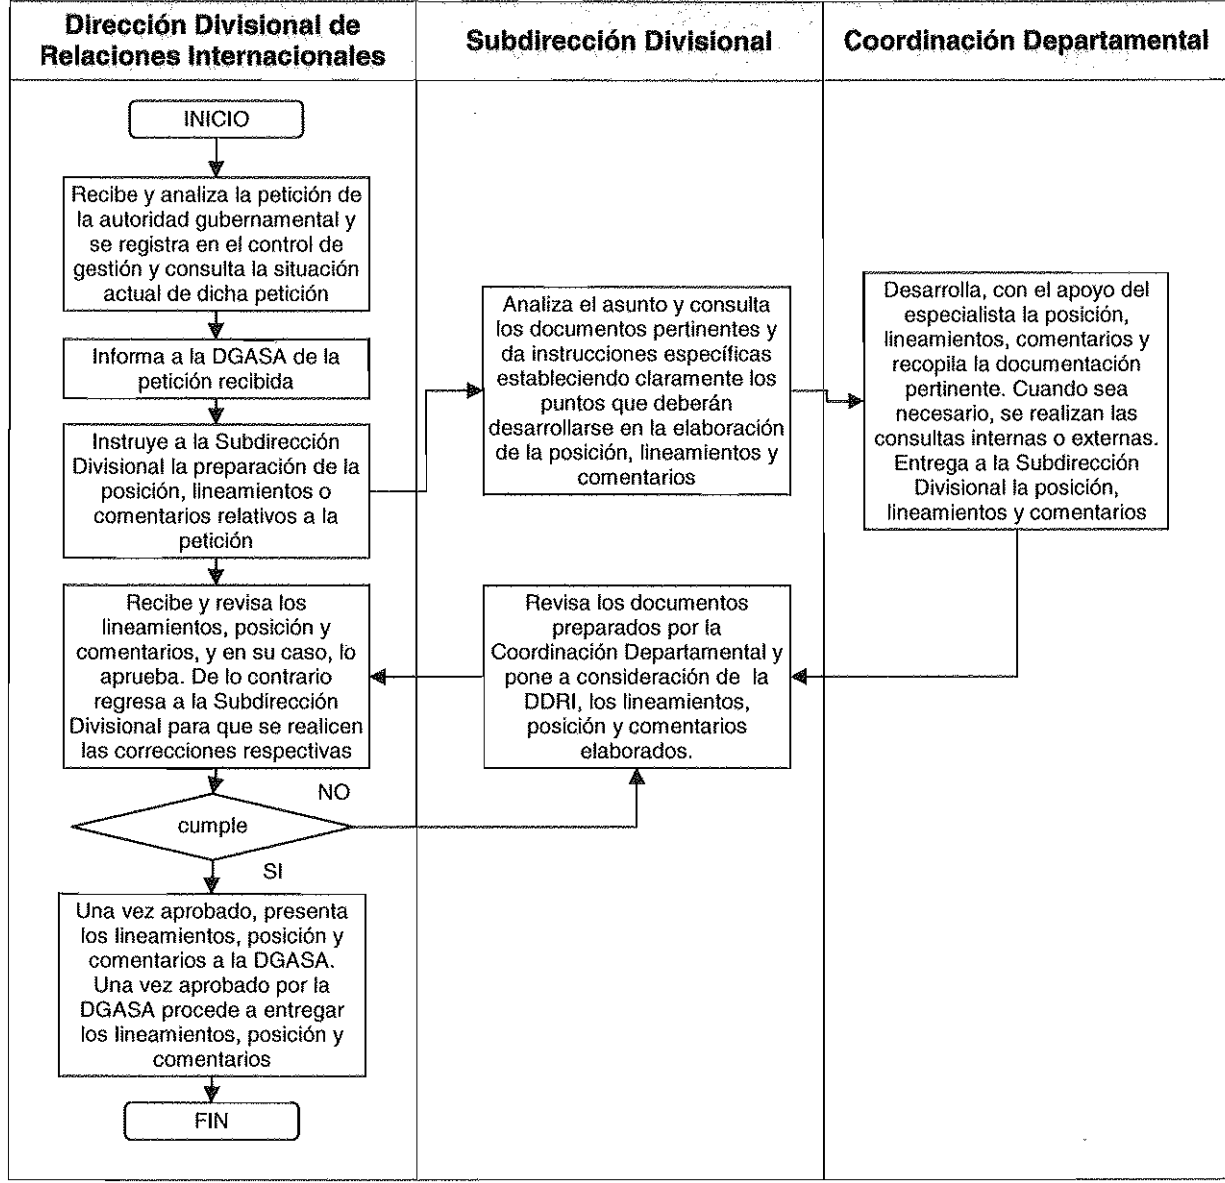 Dirección Divisional de
Relaciones Internacionales
Subdirección Divisional
Coordinación Departamental
INICIO
Recibe y analiza la petición de
la autoridad gubernamental y
se registra en el control de
gestión y consulta la situación
actual de dicha petición
Informa a la DGASA de la
petición recibida
Instruye a la Subdirección
Divisional la preparación de la
posición, lineamientos o
comentarios relativos a la
petición
Analiza el asunto y consulta
los documentos pertinentes y
da instrucciones específicas
estableciendo claramente los
puntos que deberán
desarrollarse en la elaboración
de la posición, lineamientos y
comentarios
Desarrolla, con el apoyo del
especialista la posición,
lineamientos, comentarios y
recopila la documentación
pertinente. Cuando sea
necesario, se realizan las
consultas internas o externas.
Entrega a la Subdirección
Divisional la posición,
lineamientos y comentarios
Revisa los documentos
preparados por la
Coordinación Departamental y
pone a consideración de la
DDRI, los lineamientos,
posición y comentarios
elaborados.
Recibe y revisa los
lineamientos, posición y
comentarios, y en su caso, lo
aprueba. De lo contrario
regresa a la Subdirección
Divisional para que se realicen
las correcciones respectivas
NO
cumple
SI
Una vez aprobado, presenta
los lineamientos, posición y
comentarios a la DGASA.
Una vez aprobado por la
DGASA procede a entregar
los lineamientos, posición y
comentarios
FIN